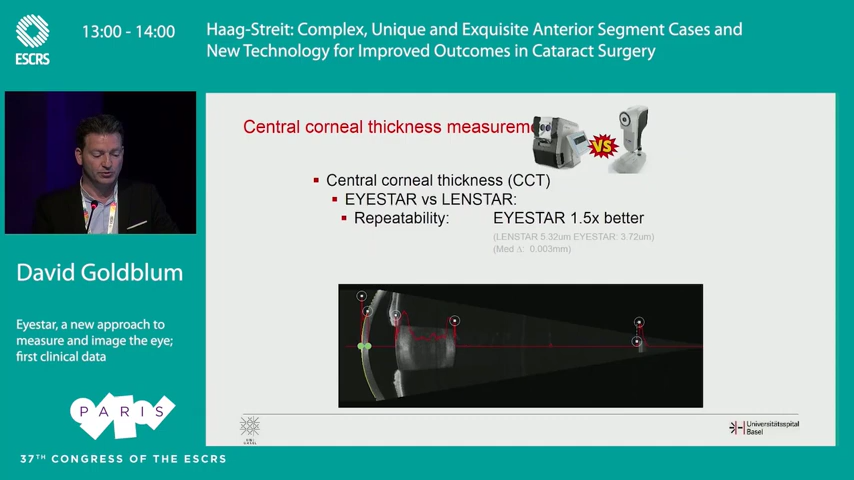 ESCRS
13:00 - 14:00
Haag-Streit: Complex, Unique and Exquisite Anterior Segment Cases and
New Technology for Improved Outcomes in Cataract Surgery
Central corneal thickness measurem
VS
Central corneal thickness (CCT)
EYESTAR vs LENSTAR:
Repeatability: EYESTAR 1.5x better
(LENSTAR 5.32um EYESTAR: 3.72um)
(Med Δ: 0.003mm)
David Goldblum
Eyestar, a new approach to
measure and image the eye;
first clinical data
PARIS
37TH CONGRESS OF THE ESCRS
Universitätsspital
Basel